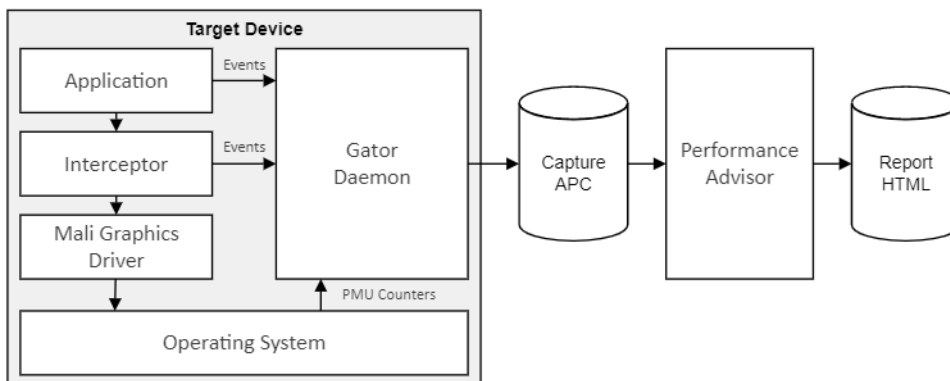 Target Device
Application
Events
Interceptor
Events
Gator
Daemon
Mali Graphics
Driver
PMU Counters
Operating System
Capture
APC
Performance
Advisor
Report
HTML